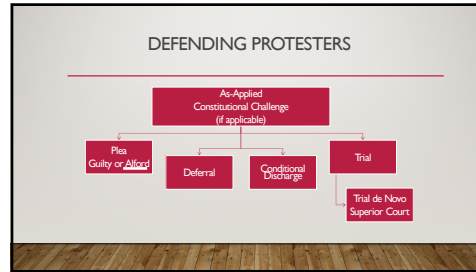 DEFENDING PROTESTERS
As-Applied
Constitutional Challenge
(if applicable)
Plea
Guilty or Alford
Deferral
Conditional
Discharge
Trial
Trial de Novo
Superior Court